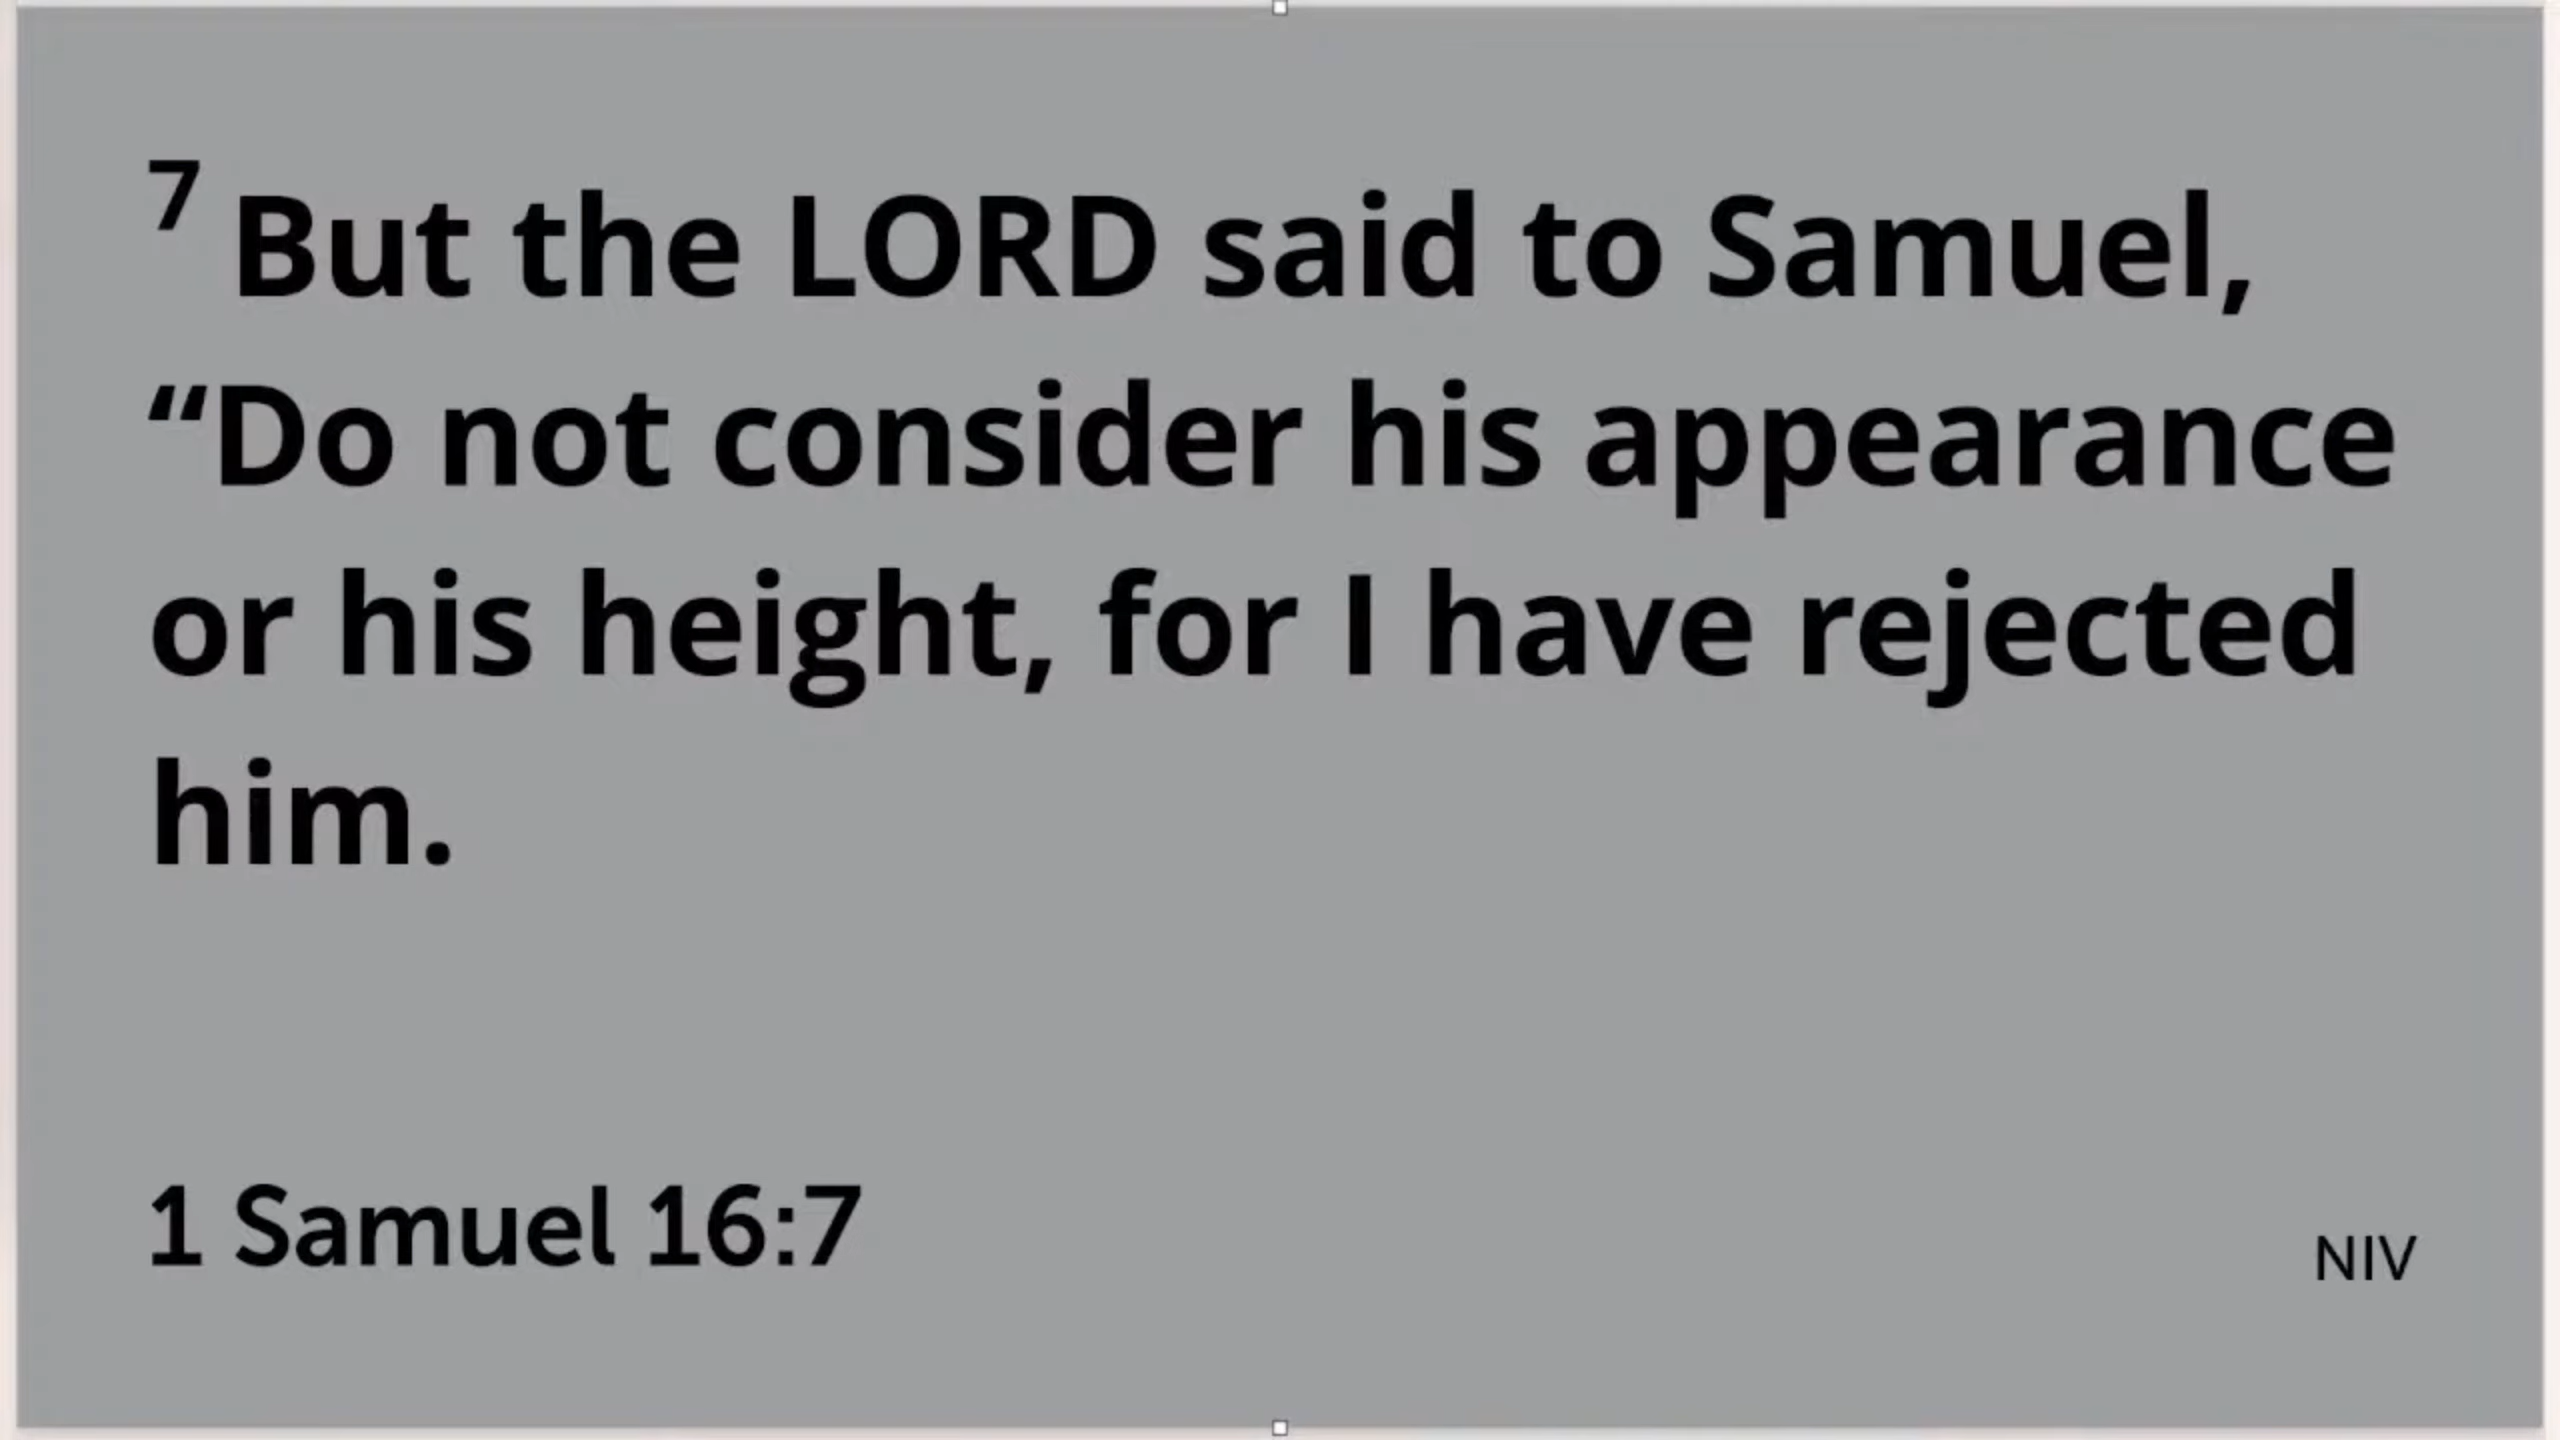 7 But the LORD said to Samuel,
“Do not consider his appearance
or his height, for I have rejected
him.
1 Samuel 16:7
NIV